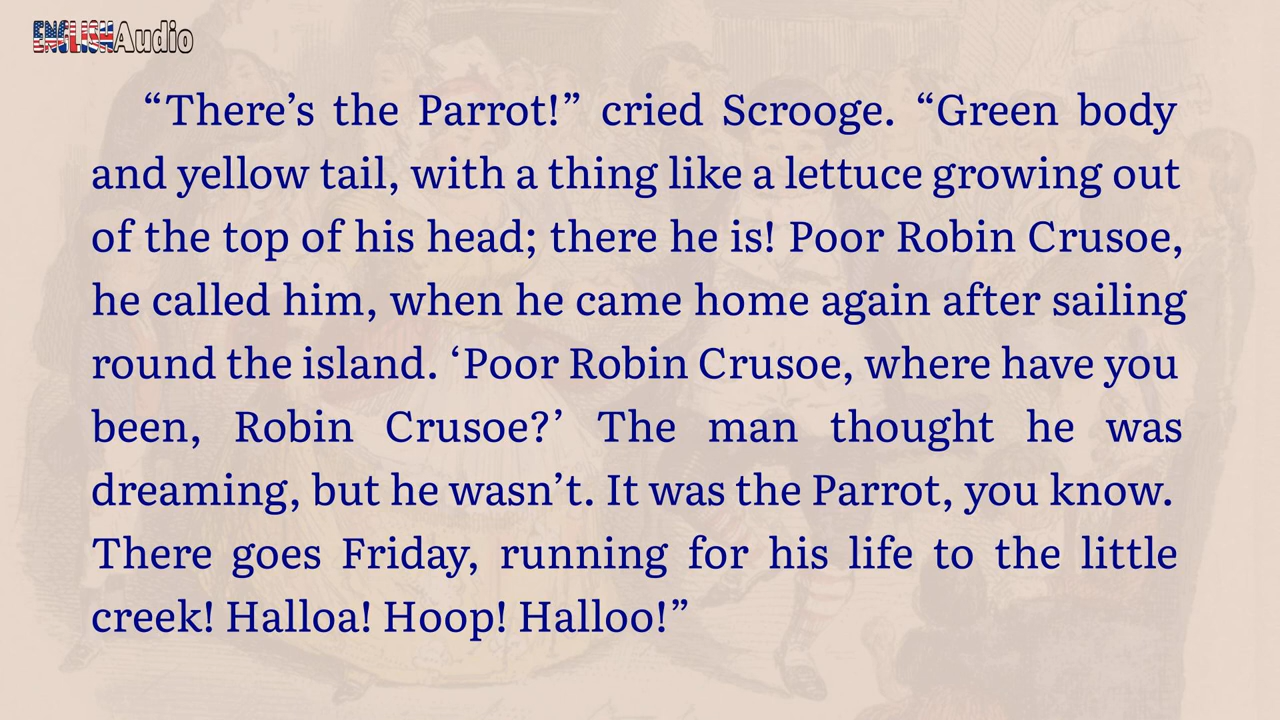 ENGLISHAudio
“There’s the Parrot!” cried Scrooge. “Green body
and yellow tail, with a thing like a lettuce growing out
of the top of his head; there he is! Poor Robin Crusoe,
he called him, when he came home again after sailing
round the island. ‘Poor Robin Crusoe, where have you
been, Robin Crusoe?’ The man thought he was
dreaming, but he wasn’t. It was the Parrot, you know.
There goes Friday, running for his life to the little
creek! Halloa! Hoop! Halloo!”